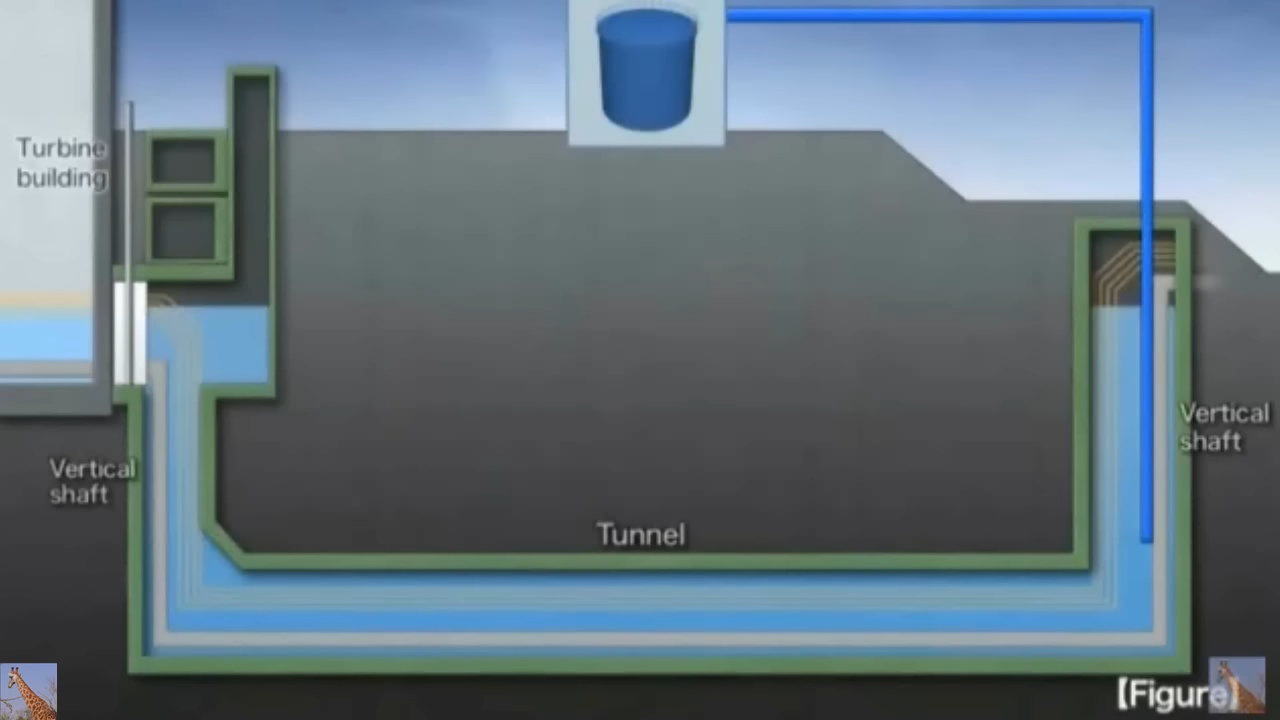 Turbine
building
Vertical
shaft
Vertical
shaft
Tunnel
【Figure】